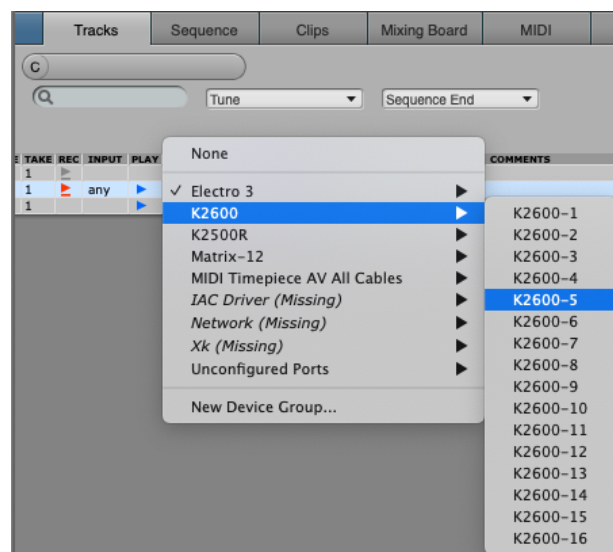 Tracks Sequence Clips Mixing Board MIDI
C
Tune Sequence End
TAKE REC INPUT PLAY COMMENTS
1
1 any
1
None
✓ Electro 3
K2600
K2500R
Matrix-12
MIDI Timepiece AV All Cables
IAC Driver (Missing)
Network (Missing)
Xk (Missing)
Unconfigured Ports
New Device Group...
K2600-1
K2600-2
K2600-3
K2600-4
K2600-5
K2600-6
K2600-7
K2600-8
K2600-9
K2600-10
K2600-11
K2600-12
K2600-13
K2600-14
K2600-15
K2600-16